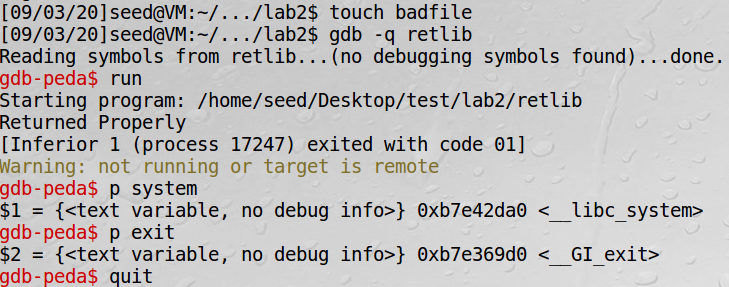 [09/03/20]seed@VM:~/.../lab2$ touch badfile
[09/03/20]seed@VM:~/.../lab2$ gdb -q retlib
Reading symbols from retlib...(no debugging symbols found)...done.
gdb-peda$ run
Starting program: /home/seed/Desktop/test/lab2/retlib
Returned Properly
[Inferior 1 (process 17247) exited with code 01]
Warning: not running or target is remote
gdb-peda$ p system
$1 = {<text variable, no debug info>} 0xb7e42da0 <__libc_system>
gdb-peda$ p exit
$2 = {<text variable, no debug info>} 0xb7e369d0 <__GI_exit>
gdb-peda$ quit